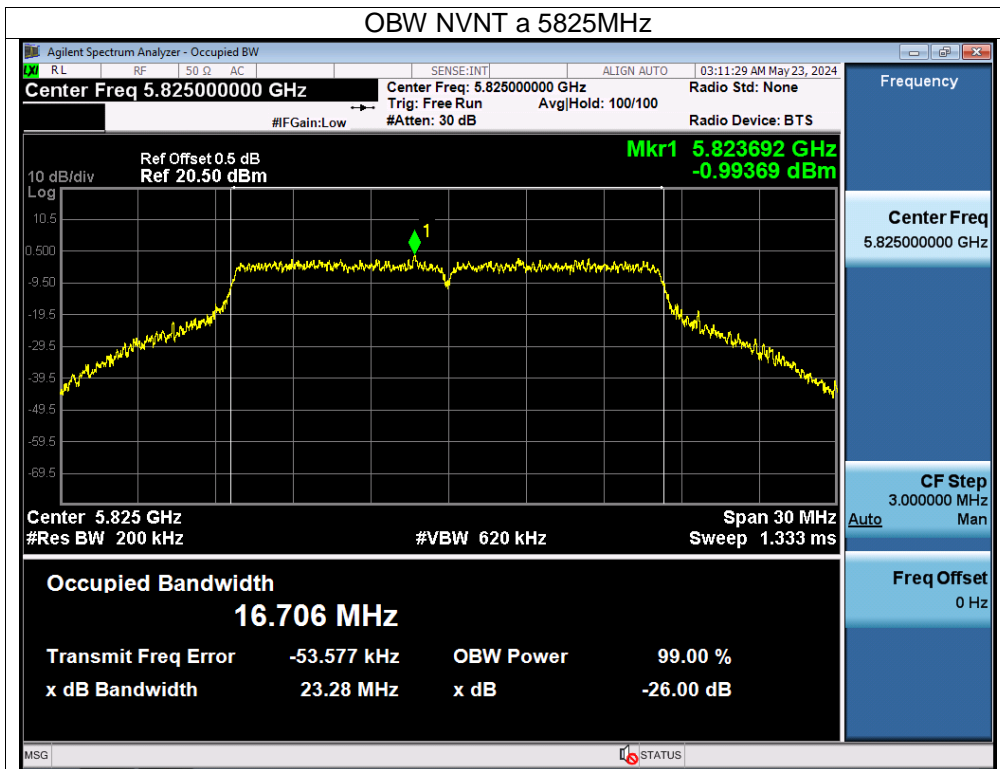 OBW NVNT a 5825MHz
Agilent Spectrum Analyzer - Occupied BW
LXI RL RF 50 Ω AC SENSE:INT ALIGN AUTO 03:11:29 AM May 23, 2024
Center Freq 5.825000000 GHz
Center Freq: 5.825000000 GHz Radio Std: None
Trig: Free Run Avg|Hold: 100/100
#IFGain:Low #Atten: 30 dB Radio Device: BTS
Frequency
Mkr1 5.823692 GHz
-0.99369 dBm
Ref Offset 0.5 dB
10 dB/div Ref 20.50 dBm
Log
10.5
0.500
-9.50
-19.5
-29.5
-39.5
-49.5
-59.5
-69.5
1
Center 5.825 GHz Span 30 MHz
#Res BW 200 kHz #VBW 620 kHz Sweep 1.333 ms
Center Freq
5.825000000 GHz
CF Step
3.000000 MHz
Auto Man
Freq Offset
0 Hz
Occupied Bandwidth
16.706 MHz
Transmit Freq Error -53.577 kHz OBW Power 99.00 %
x dB Bandwidth 23.28 MHz x dB -26.00 dB
MSG STATUS